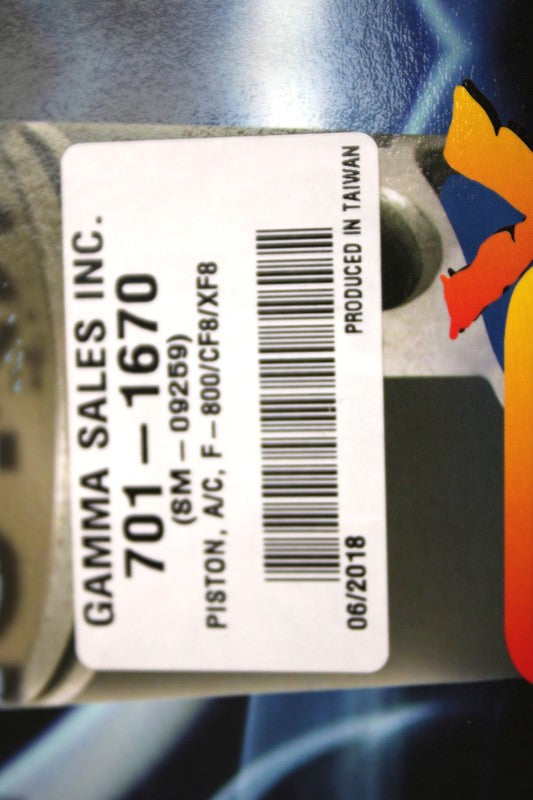 GAMMA SALES INC.
701-1670
(SM-09259)
PISTON, A/C, F-800/CF8/XF8
06/2018
PRODUCED IN TAIWAN